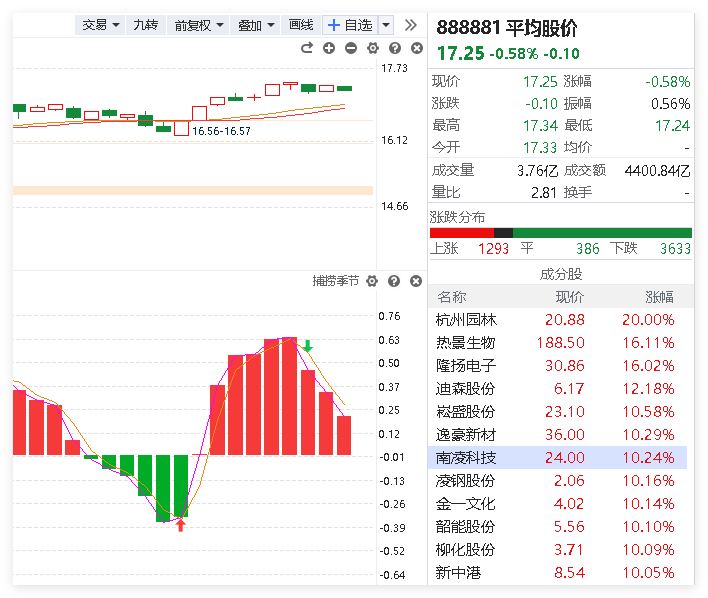 交易 九转 前复权 叠加 画线 自选
17.73
16.56-16.57
16.12
14.66
捕捞季节
0.76
0.63
0.50
0.37
0.25
0.12
-0.01
-0.13
-0.26
-0.39
-0.52
-0.64
888881 平均股价
17.25 -0.58% -0.10
现价 17.25 涨幅 -0.58%
涨跌 -0.10 振幅 0.56%
最高 17.34 最低 17.24
今开 17.33 均价 -
成交量 3.76亿 成交额 4400.84亿
量比 2.81 换手 -
涨跌分布
上涨 1293 平 386 下跌 3633
成分股
名称 现价 涨幅
杭州园林 20.88 20.00%
热景生物 188.50 16.11%
隆扬电子 30.86 16.02%
迪森股份 6.17 12.18%
崧盛股份 23.10 10.58%
逸豪新材 36.00 10.29%
南凌科技 24.00 10.24%
凌钢股份 2.06 10.16%
金一文化 4.02 10.14%
韶能股份 5.56 10.10%
柳化股份 3.71 10.09%
新中港 8.54 10.05%